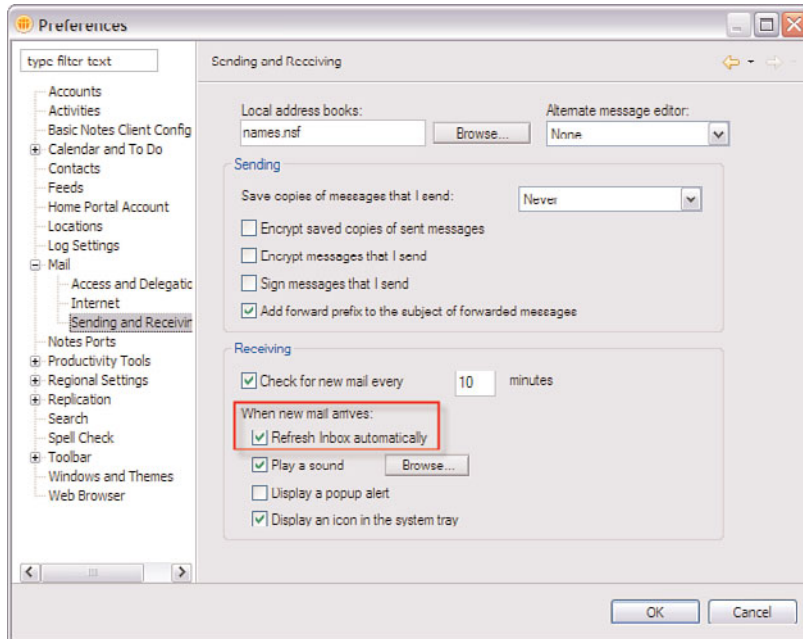 Preferences
type filter text
Sending and Receiving
Accounts
Activities
Basic Notes Client Config
Calendar and To Do
Contacts
Feeds
Home Portal Account
Locations
Log Settings
Mail
Access and Delegatic
Internet
Sending and Receivin
Notes Ports
Productivity Tools
Regional Settings
Replication
Search
Spell Check
Toolbar
Windows and Themes
Web Browser
Local address books:
Alternate message editor:
names.nsf
Browse...
None
Sending
Save copies of messages that I send:
Never
Encrypt saved copies of sent messages
Encrypt messages that I send
Sign messages that I send
Add forward prefix to the subject of forwarded messages
Receiving
Check for new mail every 10 minutes
When new mail arrives:
Refresh Inbox automatically
Play a sound
Browse...
Display a popup alert
Display an icon in the system tray
OK
Cancel